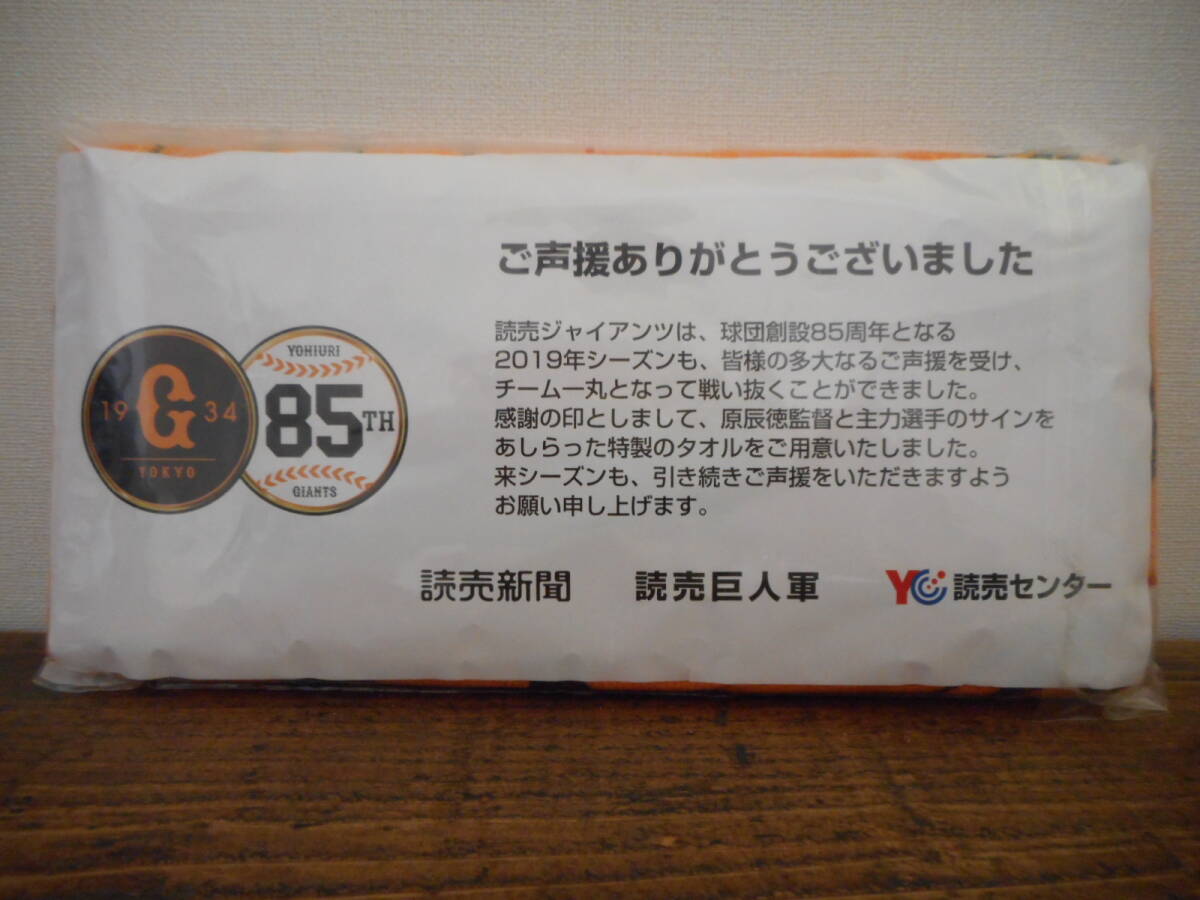 ご声援ありがとうございました
読売ジャイアンツは、球団創設85周年となる
2019年シーズンも、皆様の多大なるご声援を受け、
チーム一丸となって戦い抜くことができました。
感謝の印としまして、原辰徳監督と主力選手のサインを
あしらった特製のタオルをご用意いたしました。
来シーズンも、引き続きご声援をいただきますよう
お願い申し上げます。
19 G 34
TOKYO
YOMIURI
85TH
GIANTS
読売新聞 読売巨人軍 YC 読売センター